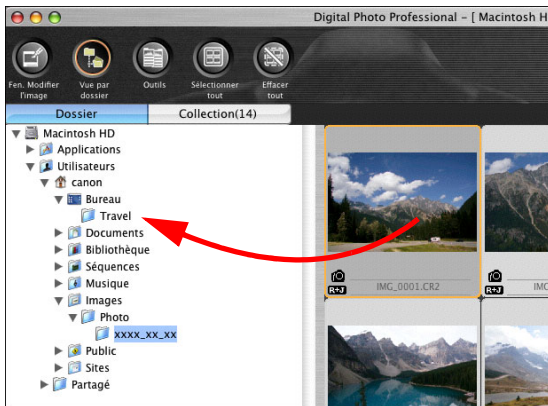 Digital Photo Professional – [ Macintosh H
Fen. Modifier l'image
Vue par dossier
Outils
Sélectionner tout
Effacer tout
Dossier
Collection(14)
Macintosh HD
Applications
Utilisateurs
canon
Bureau
Travel
Documents
Bibliothèque
Séquences
Musique
Images
Photo
xxxx_xx_xx
Public
Sites
Partagé
R+J
IMG_0001.CR2
R+J
IMG